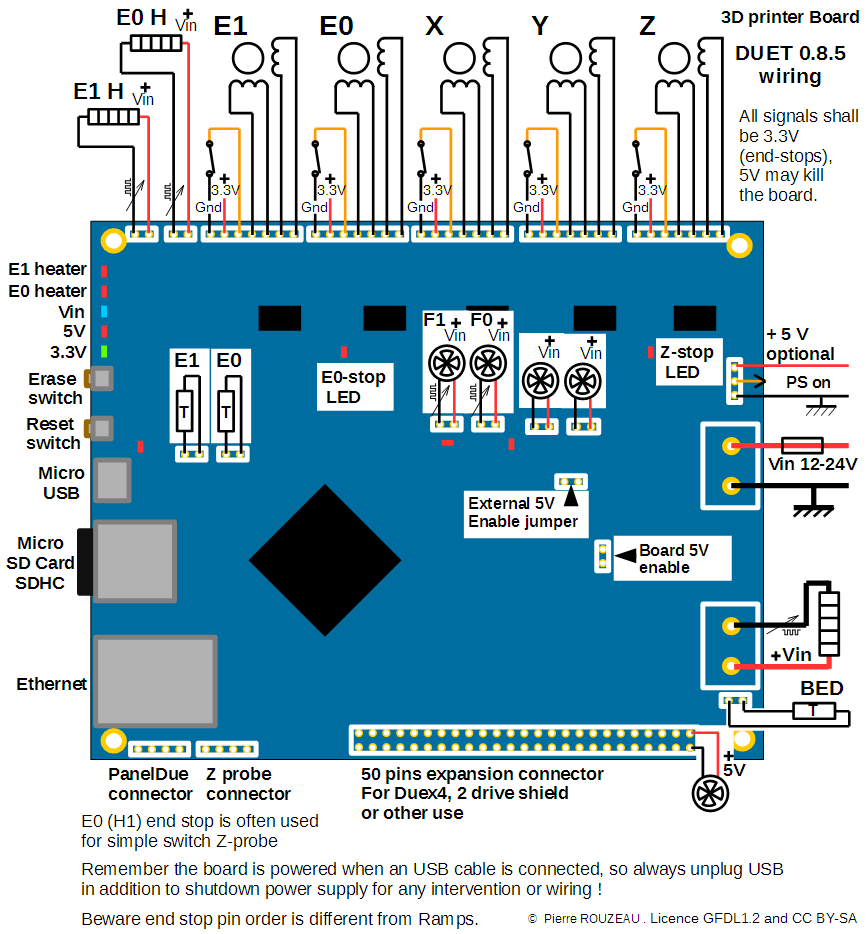 E0 H
+
Vin
E1
E0
X
Y
Z
3D printer Board
DUET 0.8.5
wiring
E1 H
+
Vin
All signals shall
be 3.3V
(end-stops),
5V may kill
the board.
+
3.3V
Gnd
+
3.3V
Gnd
+
3.3V
Gnd
+
3.3V
Gnd
+
3.3V
Gnd
E1 heater
E0 heater
Vin
5V
3.3V
Erase
switch
Reset
switch
Micro
USB
Micro
SD Card
SDHC
Ethernet
E1
T
E0
T
E0-stop
LED
F1
+
Vin
F0
+
Vin
+
Vin
+
Vin
Z-stop
LED
+ 5 V
optional
PS on
Vin 12-24V
External 5V
Enable jumper
Board 5V
enable
+Vin
BED
T
+
5V
PanelDue
connector
Z probe
connector
50 pins expansion connector
For Duex4, 2 drive shield
or other use
E0 (H1) end stop is often used
for simple switch Z-probe
Remember the board is powered when an USB cable is connected, so always unplug USB
in addition to shutdown power supply for any intervention or wiring !
Beware end stop pin order is different from Ramps.
© Pierre ROUZEAU . Licence GFDL1.2 and CC BY-SA